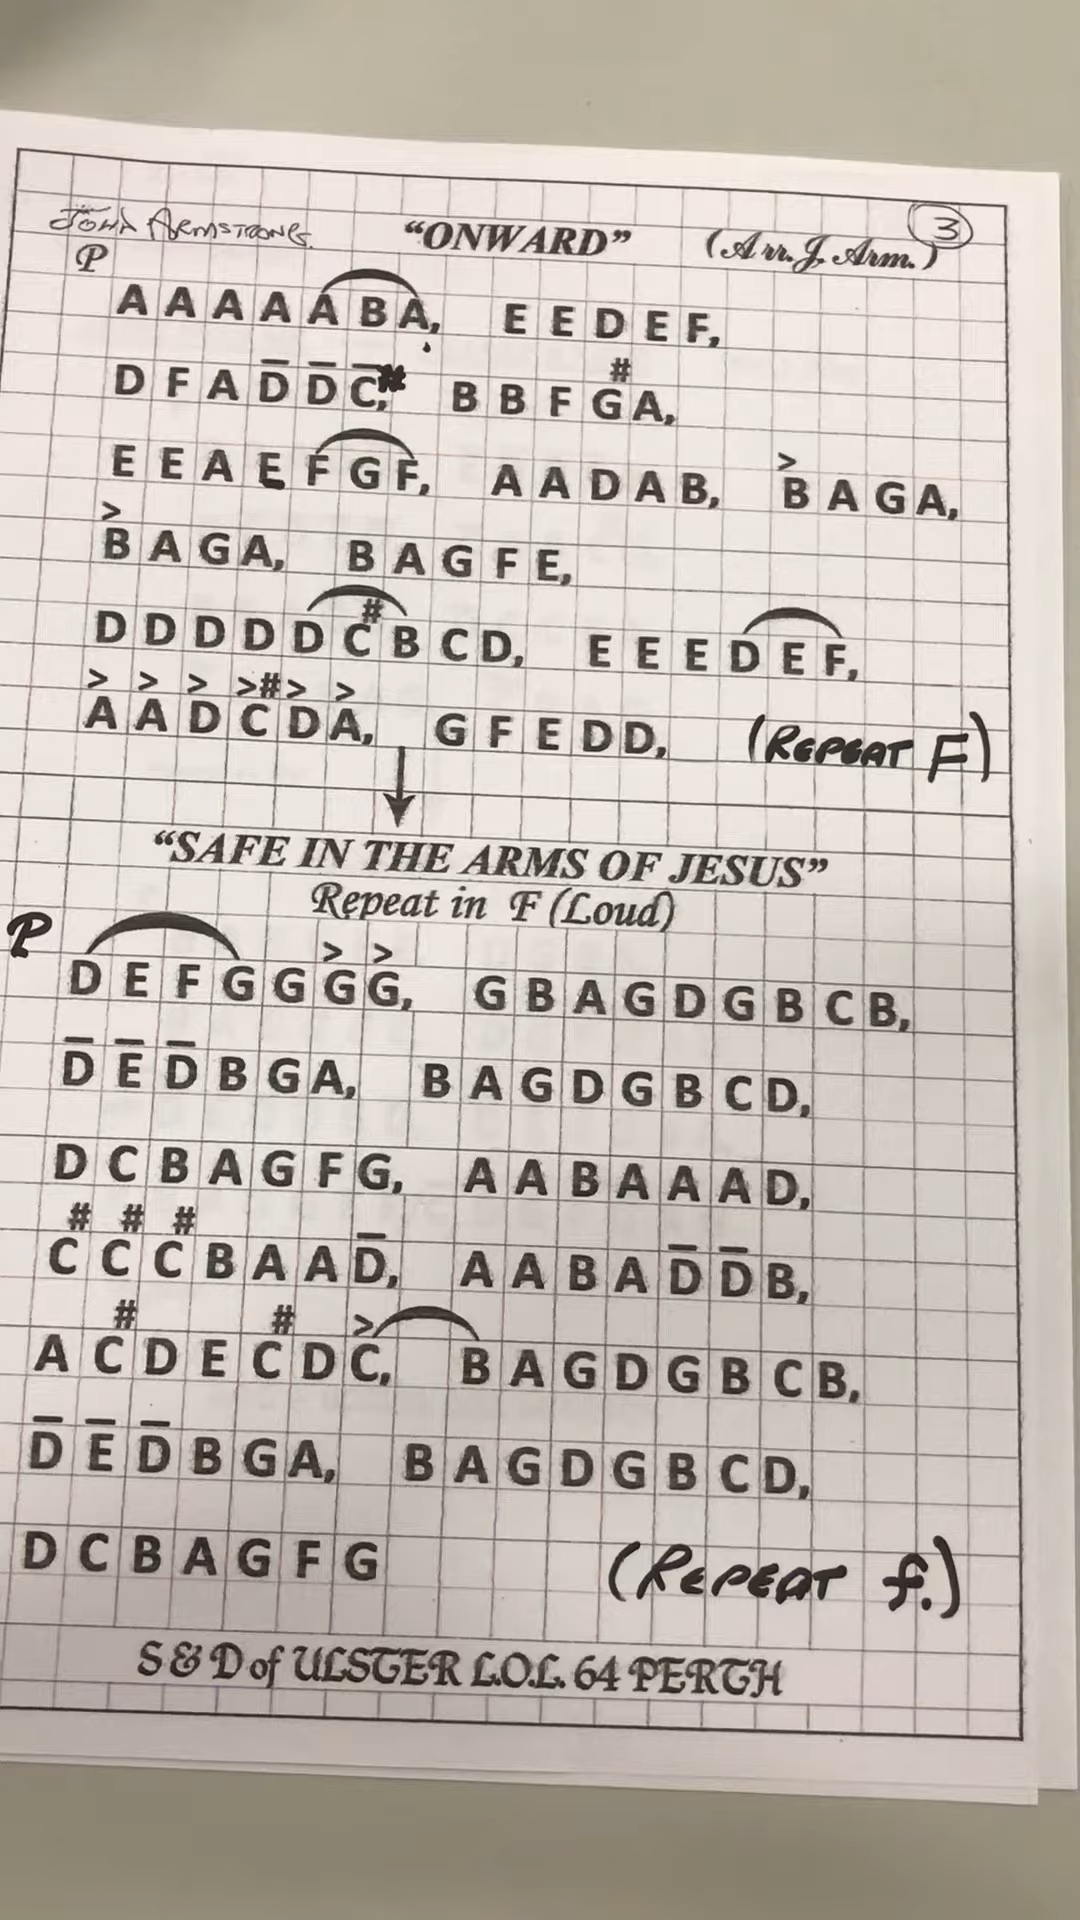 3
JOHN ARMSTRONG. "ONWARD" (Arr. J. Arm.)
P
A A A A A B A, E E D E F,
#
D F A D̅ D̅ C̅#, B B F G A,
>
E E A E F G F, A A D A B, B A G A,
>
B A G A, B A G F E,
#
D D D D D C B C D, E E E D E F,
> > > ># > >
A A D C D A, G F E D D, (REPEAT F)
"SAFE IN THE ARMS OF JESUS"
Repeat in F (Loud)
P
> >
D E F G G G G, G B A G D G B C B,
D̅ E̅ D̅ B G A, B A G D G B C D,
D C B A G F G, A A B A A A D,
# # #
C C C B A A D̅, A A B A D̅ D̅ B,
# # >
A C D E C D C, B A G D G B C B,
D̅ E̅ D̅ B G A, B A G D G B C D,
D C B A G F G (REPEAT f.)
S & D of ULSTER L.O.L. 64 PERTH